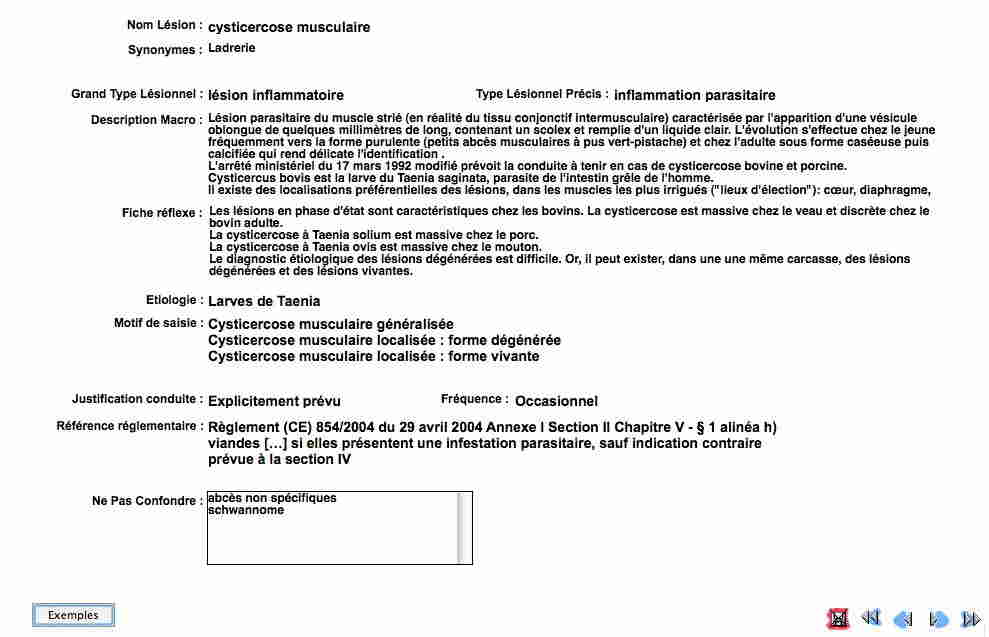 Nom Lésion : cysticercose musculaire
Synonymes : Ladrerie
Grand Type Lésionnel : lésion inflammatoire Type Lésionnel Précis : inflammation parasitaire
Description Macro : Lésion parasitaire du muscle strié (en réalité du tissu conjonctif intermusculaire) caractérisée par l'apparition d'une vésicule
oblongue de quelques millimètres de long, contenant un scolex et remplie d'un liquide clair. L'évolution s'effectue chez le jeune
fréquemment vers la forme purulente (petits abcès musculaires à pus vert-pistache) et chez l'adulte sous forme caséeuse puis
calcifiée qui rend délicate l'identification .
L'arrêté ministériel du 17 mars 1992 modifié prévoit la conduite à tenir en cas de cysticercose bovine et porcine.
Cysticercus bovis est la larve du Taenia saginata, parasite de l'intestin grêle de l'homme.
Il existe des localisations préférentielles des lésions, dans les muscles les plus irrigués ("lieux d'élection"): cœur, diaphragme,
Fiche réflexe : Les lésions en phase d'état sont caractéristiques chez les bovins. La cysticercose est massive chez le veau et discrète chez le
bovin adulte.
La cysticercose à Taenia solium est massive chez le porc.
La cysticercose à Taenia ovis est massive chez le mouton.
Le diagnostic étiologique des lésions dégénérées est difficile. Or, il peut exister, dans une une même carcasse, des lésions
dégénérées et des lésions vivantes.
Etiologie : Larves de Taenia
Motif de saisie : Cysticercose musculaire généralisée
Cysticercose musculaire localisée : forme dégénérée
Cysticercose musculaire localisée : forme vivante
Justification conduite : Explicitement prévu Fréquence : Occasionnel
Référence réglementaire : Règlement (CE) 854/2004 du 29 avril 2004 Annexe I Section II Chapitre V - § 1 alinéa h)
viandes […] si elles présentent une infestation parasitaire, sauf indication contraire
prévue à la section IV
Ne Pas Confondre : abcès non spécifiques
schwannome
Exemples